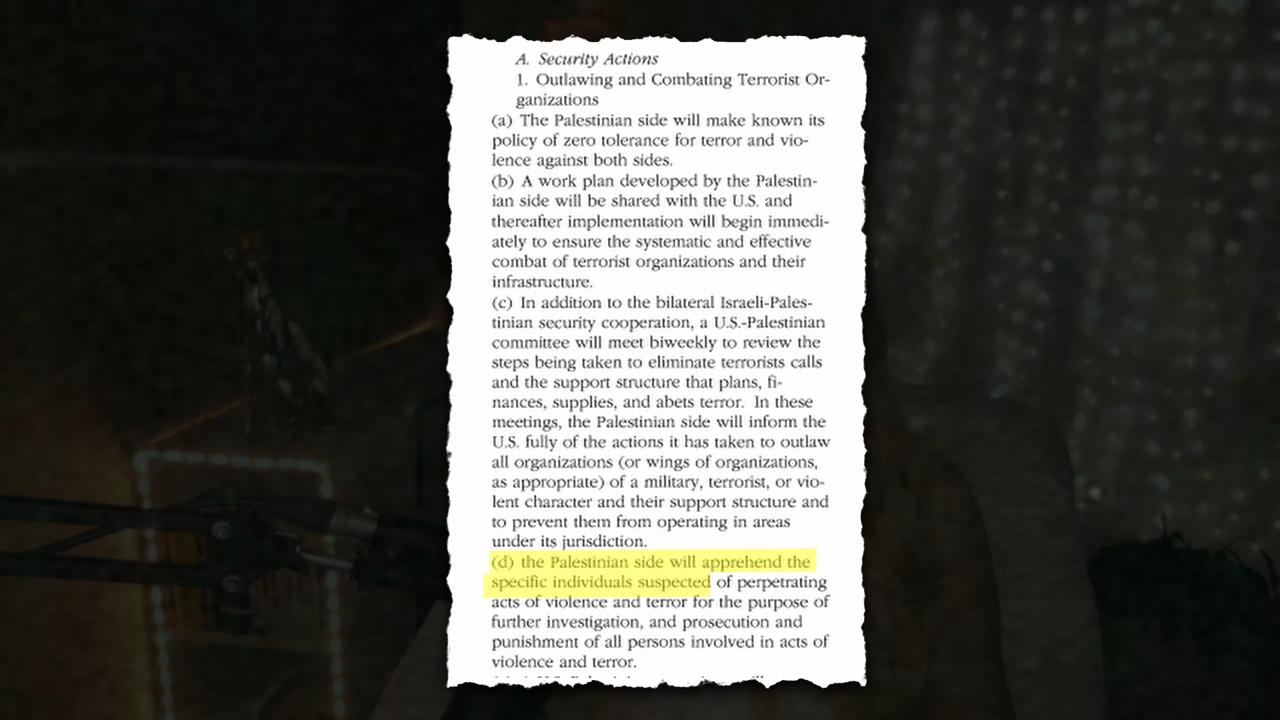 A. Security Actions
1. Outlawing and Combating Terrorist Or-
ganizations
(a) The Palestinian side will make known its
policy of zero tolerance for terror and vio-
lence against both sides.
(b) A work plan developed by the Palestin-
ian side will be shared with the U.S. and
thereafter implementation will begin immedi-
ately to ensure the systematic and effective
combat of terrorist organizations and their
infrastructure.
(c) In addition to the bilateral Israeli-Pales-
tinian security cooperation, a U.S.-Palestinian
committee will meet biweekly to review the
steps being taken to eliminate terrorists calls
and the support structure that plans, fi-
nances, supplies, and abets terror. In these
meetings, the Palestinian side will inform the
U.S. fully of the actions it has taken to outlaw
all organizations (or wings of organizations,
as appropriate) of a military, terrorist, or vio-
lent character and their support structure and
to prevent them from operating in areas
under its jurisdiction.
(d) the Palestinian side will apprehend the
specific individuals suspected of perpetrating
acts of violence and terror for the purpose of
further investigation, and prosecution and
punishment of all persons involved in acts of
violence and terror.